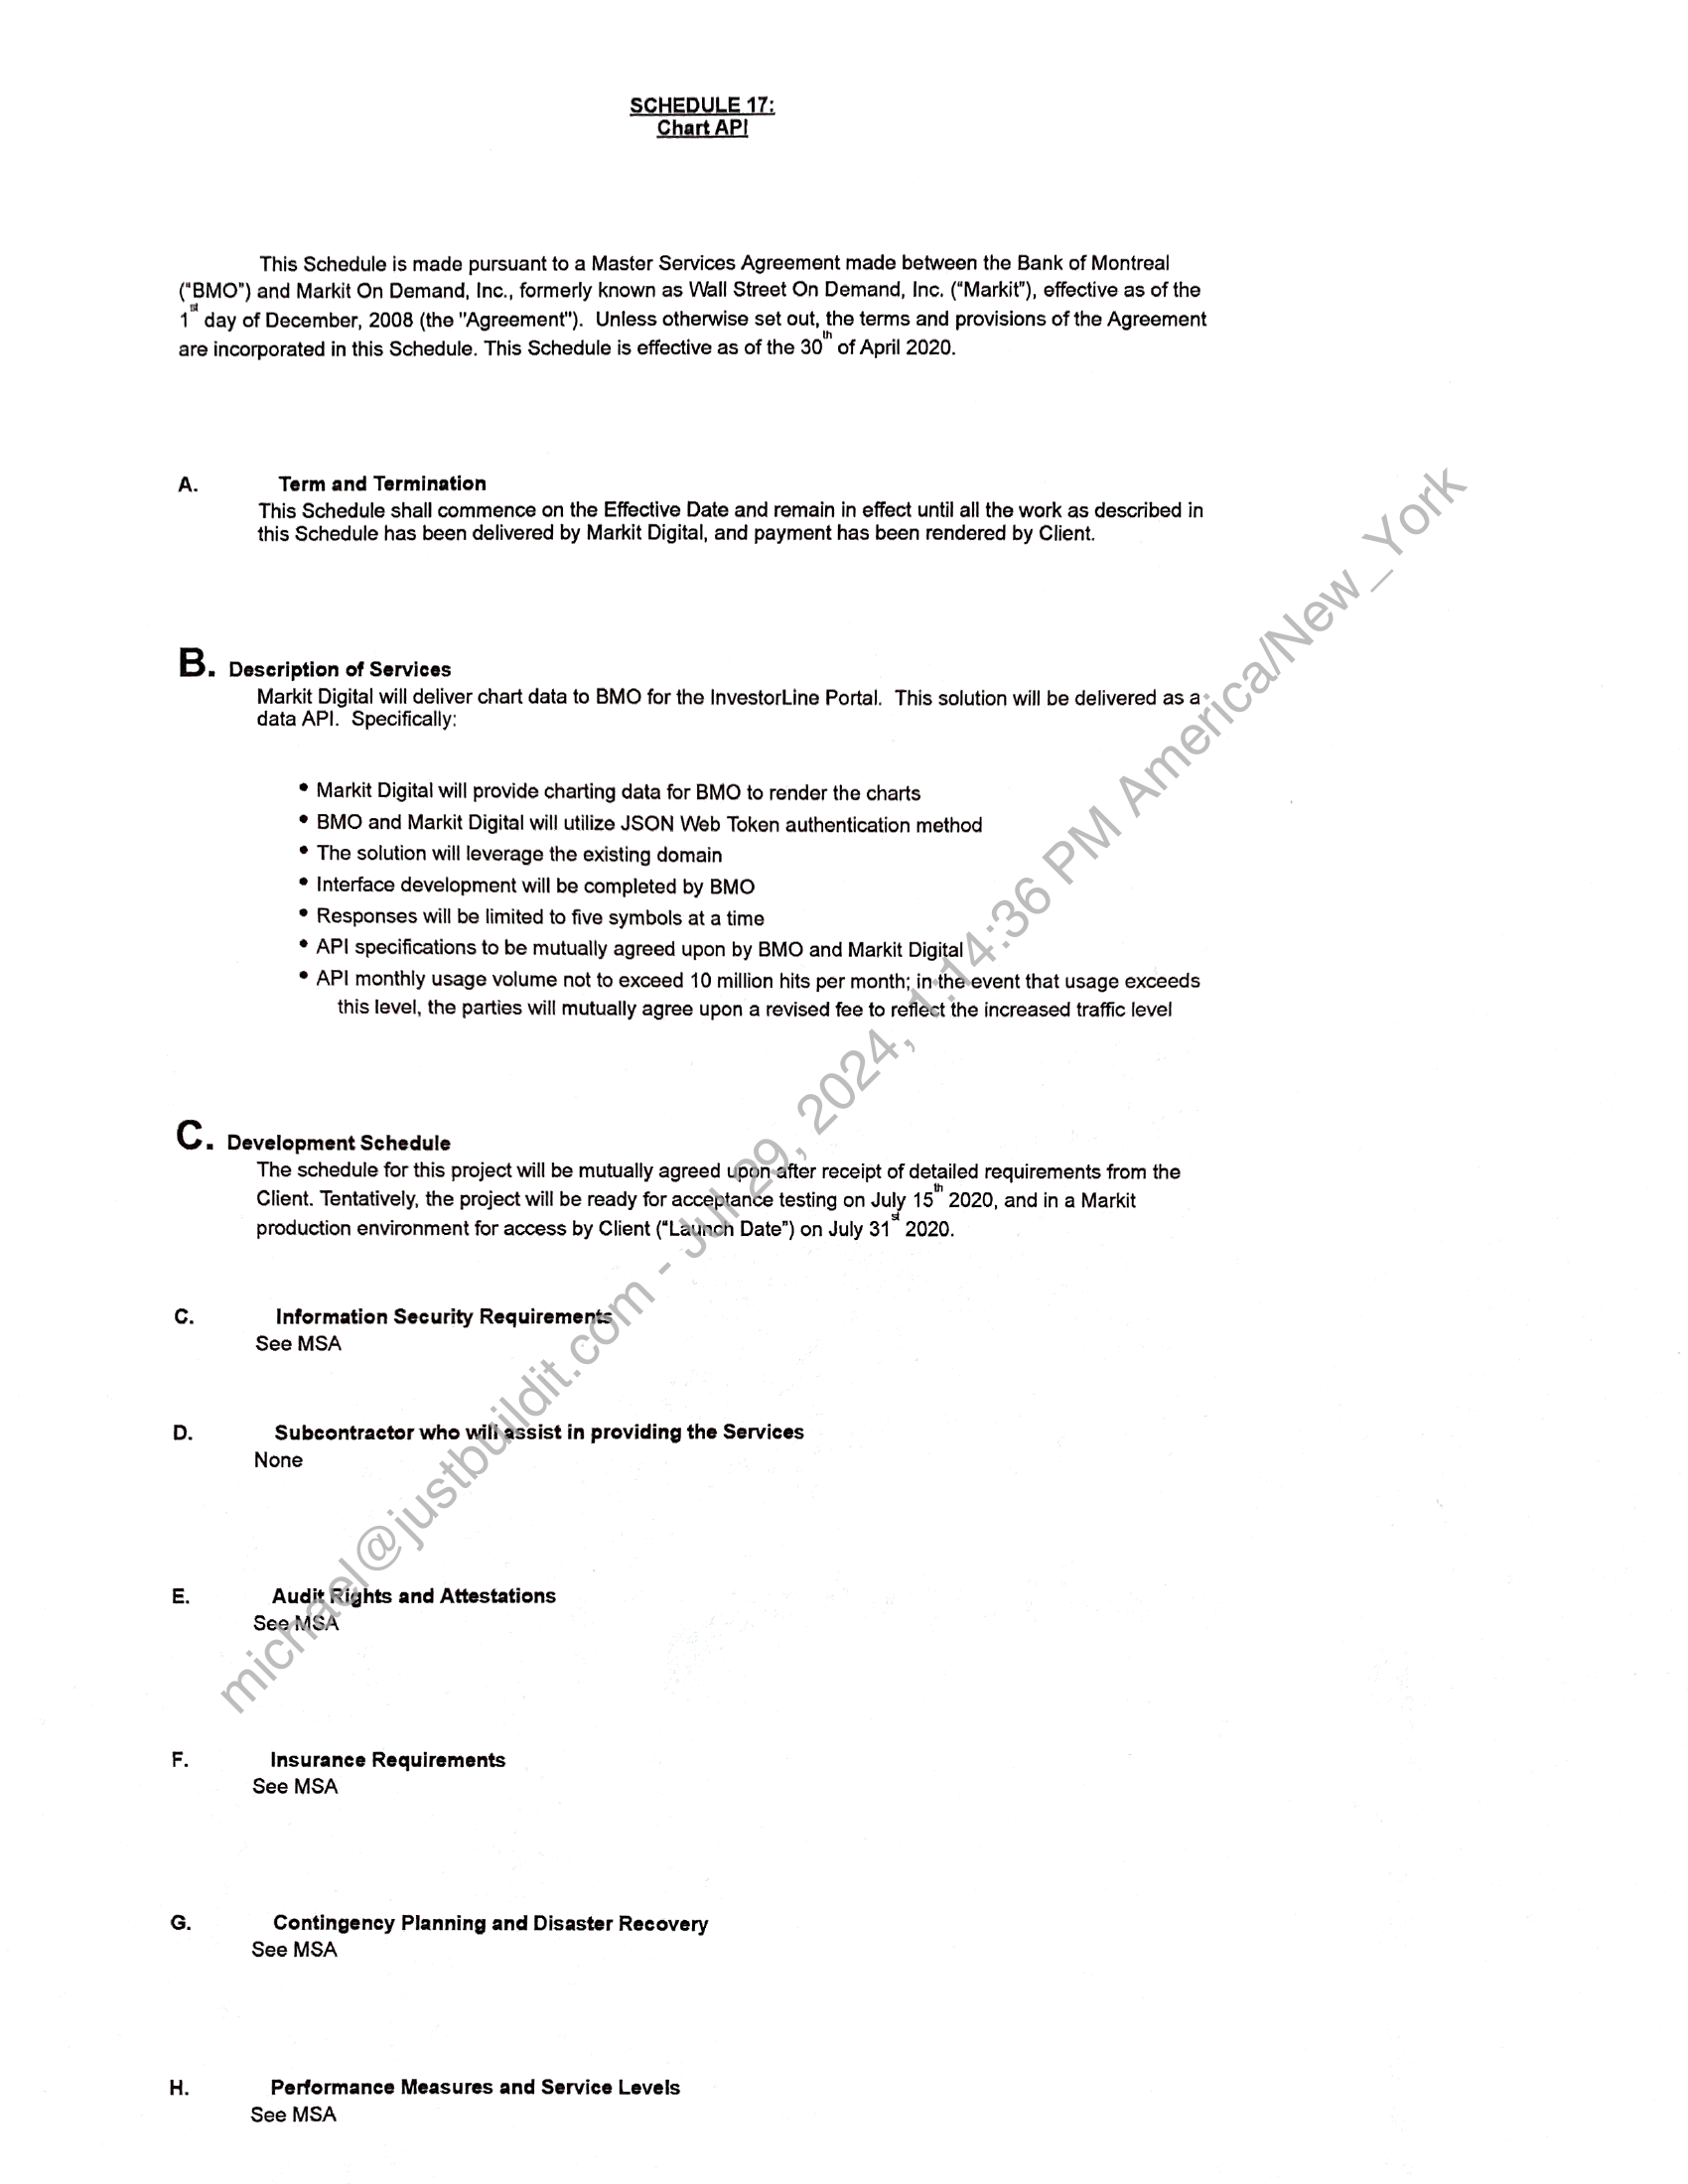 SCHEDULE 17:
Chart API
This Schedule is made pursuant to a Master Services Agreement made between the Bank of Montreal
("BMO") and Markit On Demand, Inc., formerly known as Wall Street On Demand, Inc. ("Markit"), effective as of the
1st day of December, 2008 (the "Agreement"). Unless otherwise set out, the terms and provisions of the Agreement
are incorporated in this Schedule. This Schedule is effective as of the 30th of April 2020.
A. Term and Termination
This Schedule shall commence on the Effective Date and remain in effect until all the work as described in
this Schedule has been delivered by Markit Digital, and payment has been rendered by Client.
B. Description of Services
Markit Digital will deliver chart data to BMO for the InvestorLine Portal. This solution will be delivered as a
data API. Specifically:
• Markit Digital will provide charting data for BMO to render the charts
• BMO and Markit Digital will utilize JSON Web Token authentication method
• The solution will leverage the existing domain
• Interface development will be completed by BMO
• Responses will be limited to five symbols at a time
• API specifications to be mutually agreed upon by BMO and Markit Digital
• API monthly usage volume not to exceed 10 million hits per month; in the event that usage exceeds
this level, the parties will mutually agree upon a revised fee to reflect the increased traffic level
C. Development Schedule
The schedule for this project will be mutually agreed upon after receipt of detailed requirements from the
Client. Tentatively, the project will be ready for acceptance testing on July 15th 2020, and in a Markit
production environment for access by Client ("Launch Date") on July 31st 2020.
C. Information Security Requirements
See MSA
D. Subcontractor who will assist in providing the Services
None
E. Audit Rights and Attestations
See MSA
F. Insurance Requirements
See MSA
G. Contingency Planning and Disaster Recovery
See MSA
H. Performance Measures and Service Levels
See MSA
michael@justbuildit.com - Jul 29, 2024, 1:14:36 PM America/New_York